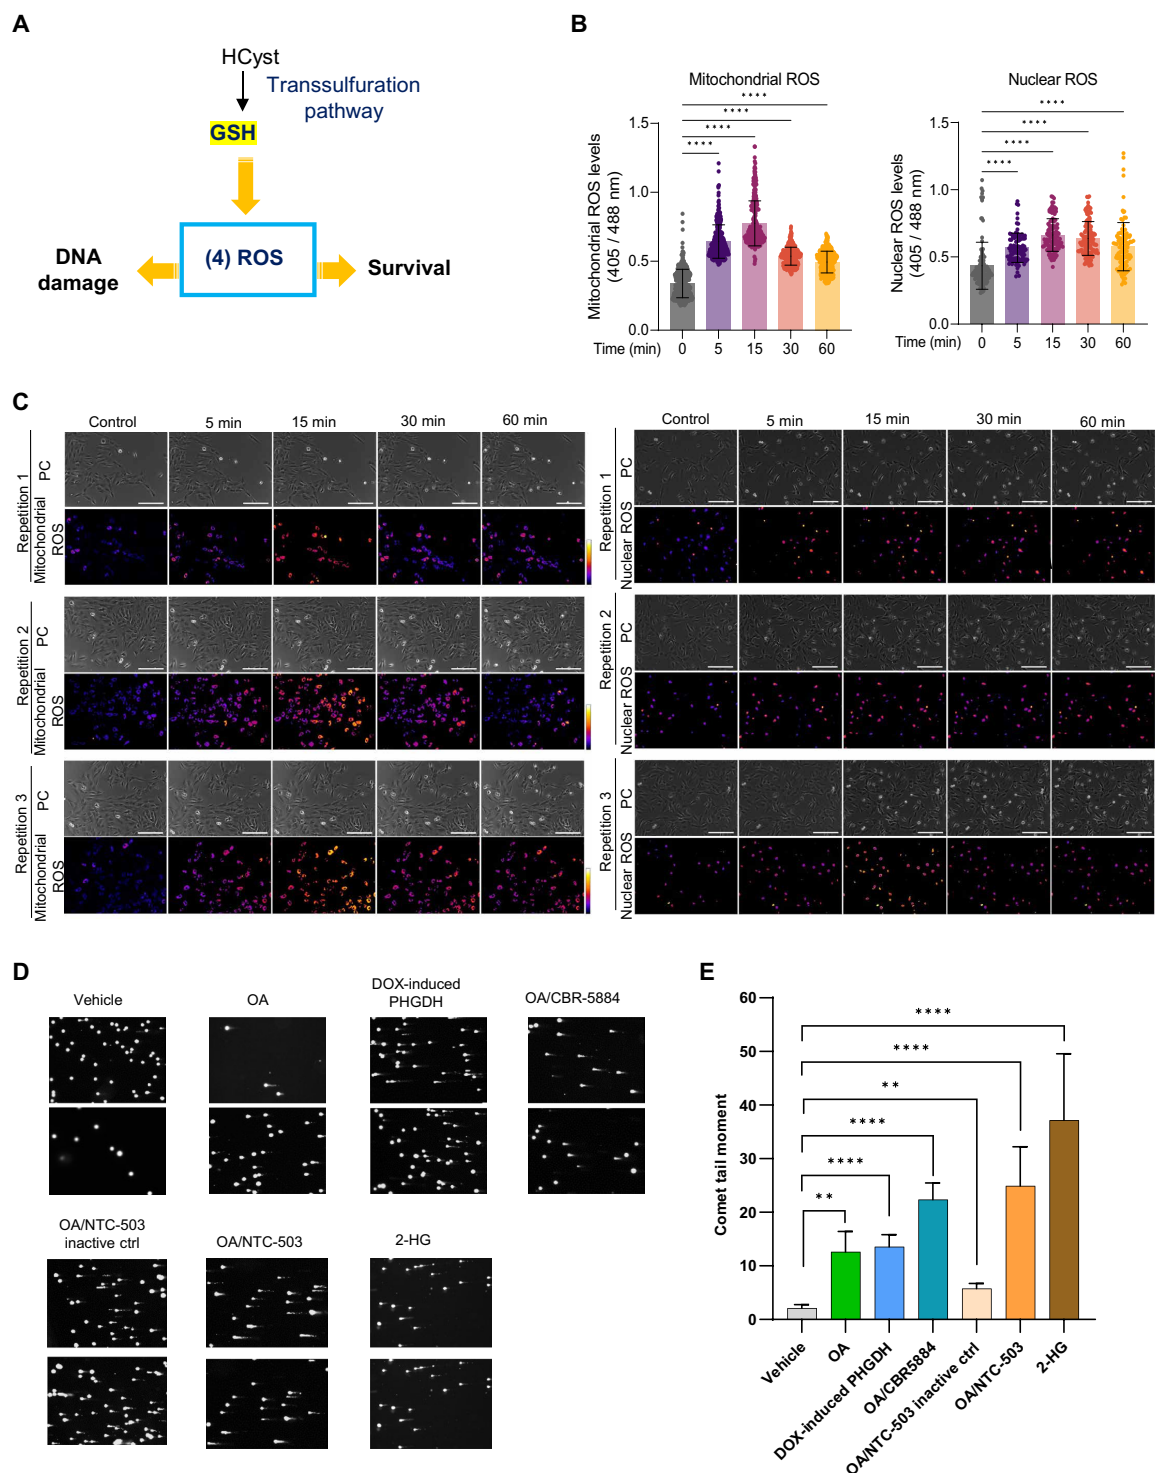 A
HCyst
Transsulfuration
pathway
GSH
(4) ROS
DNA
damage
Survival
B
Mitochondrial ROS
****
****
****
****
Mitochondrial ROS levels
(405 / 488 nm)
1.5
1.0
0.5
0.0
Time (min)
0
5
15
30
60
Nuclear ROS
****
****
****
****
Nuclear ROS levels
(405 / 488 nm)
1.5
1.0
0.5
0.0
Time (min)
0
5
15
30
60
C
Control
5 min
15 min
30 min
60 min
Repetition 1
PC
Mitochondrial
ROS
Repetition 2
PC
Mitochondrial
ROS
Repetition 3
PC
Mitochondrial
ROS
Control
5 min
15 min
30 min
60 min
Repetition 1
PC
Nuclear ROS
Repetition 2
PC
Nuclear ROS
Repetition 3
PC
Nuclear ROS
D
Vehicle
OA
DOX-induced
PHGDH
OA/CBR-5884
OA/NTC-503
inactive ctrl
OA/NTC-503
2-HG
E
Comet tail moment
60
50
40
30
20
10
0
****
****
**
****
****
**
Vehicle
OA
DOX-induced PHGDH
OA/CBR5884
OA/NTC-503 inactive ctrl
OA/NTC-503
2-HG